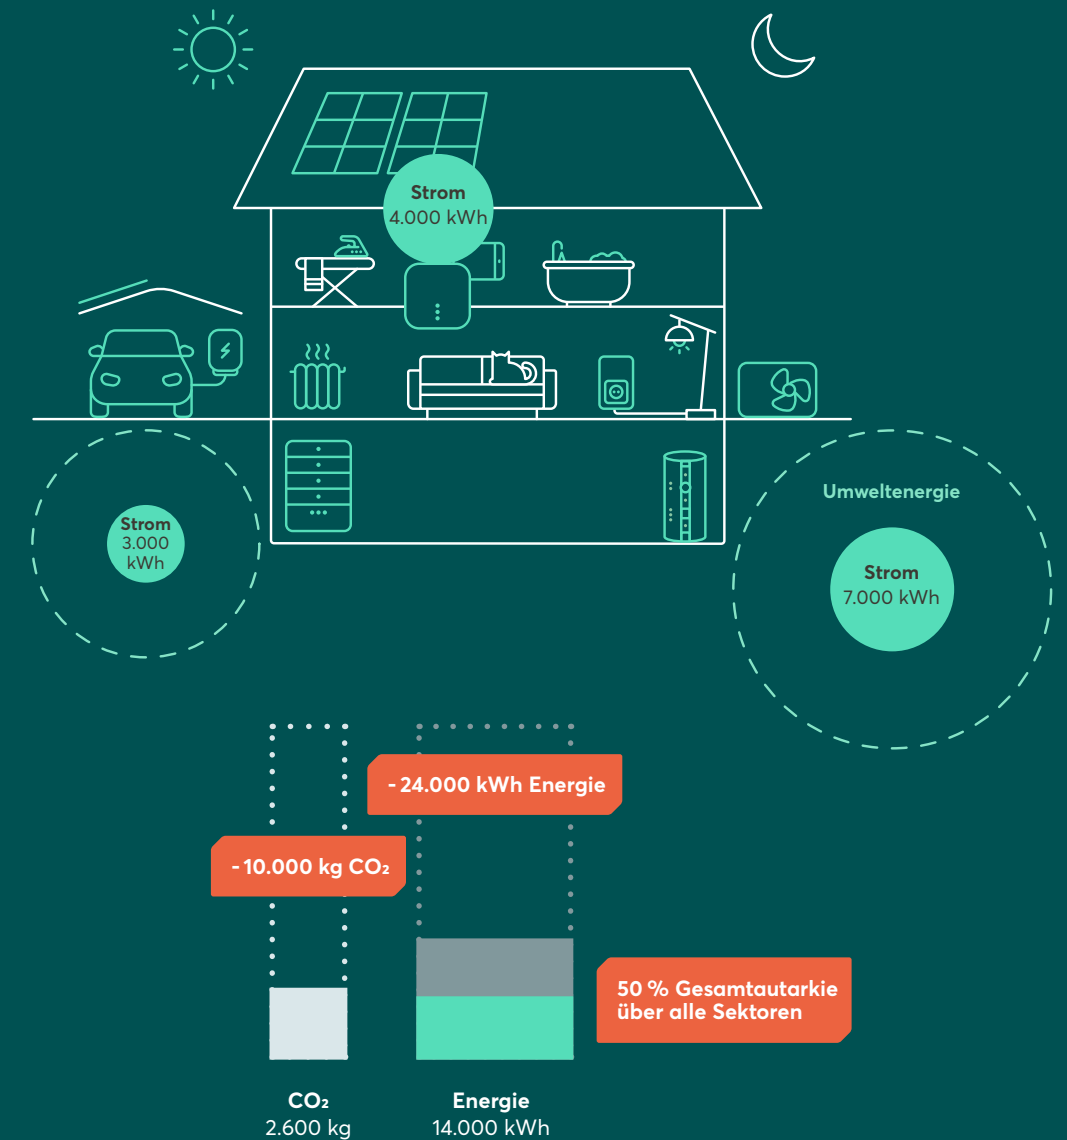 Strom
4.000 kWh
Strom
3.000
kWh
Umweltenergie
Strom
7.000 kWh
- 24.000 kWh Energie
- 10.000 kg CO₂
50 % Gesamtautarkie
über alle Sektoren
CO₂
2.600 kg
Energie
14.000 kWh